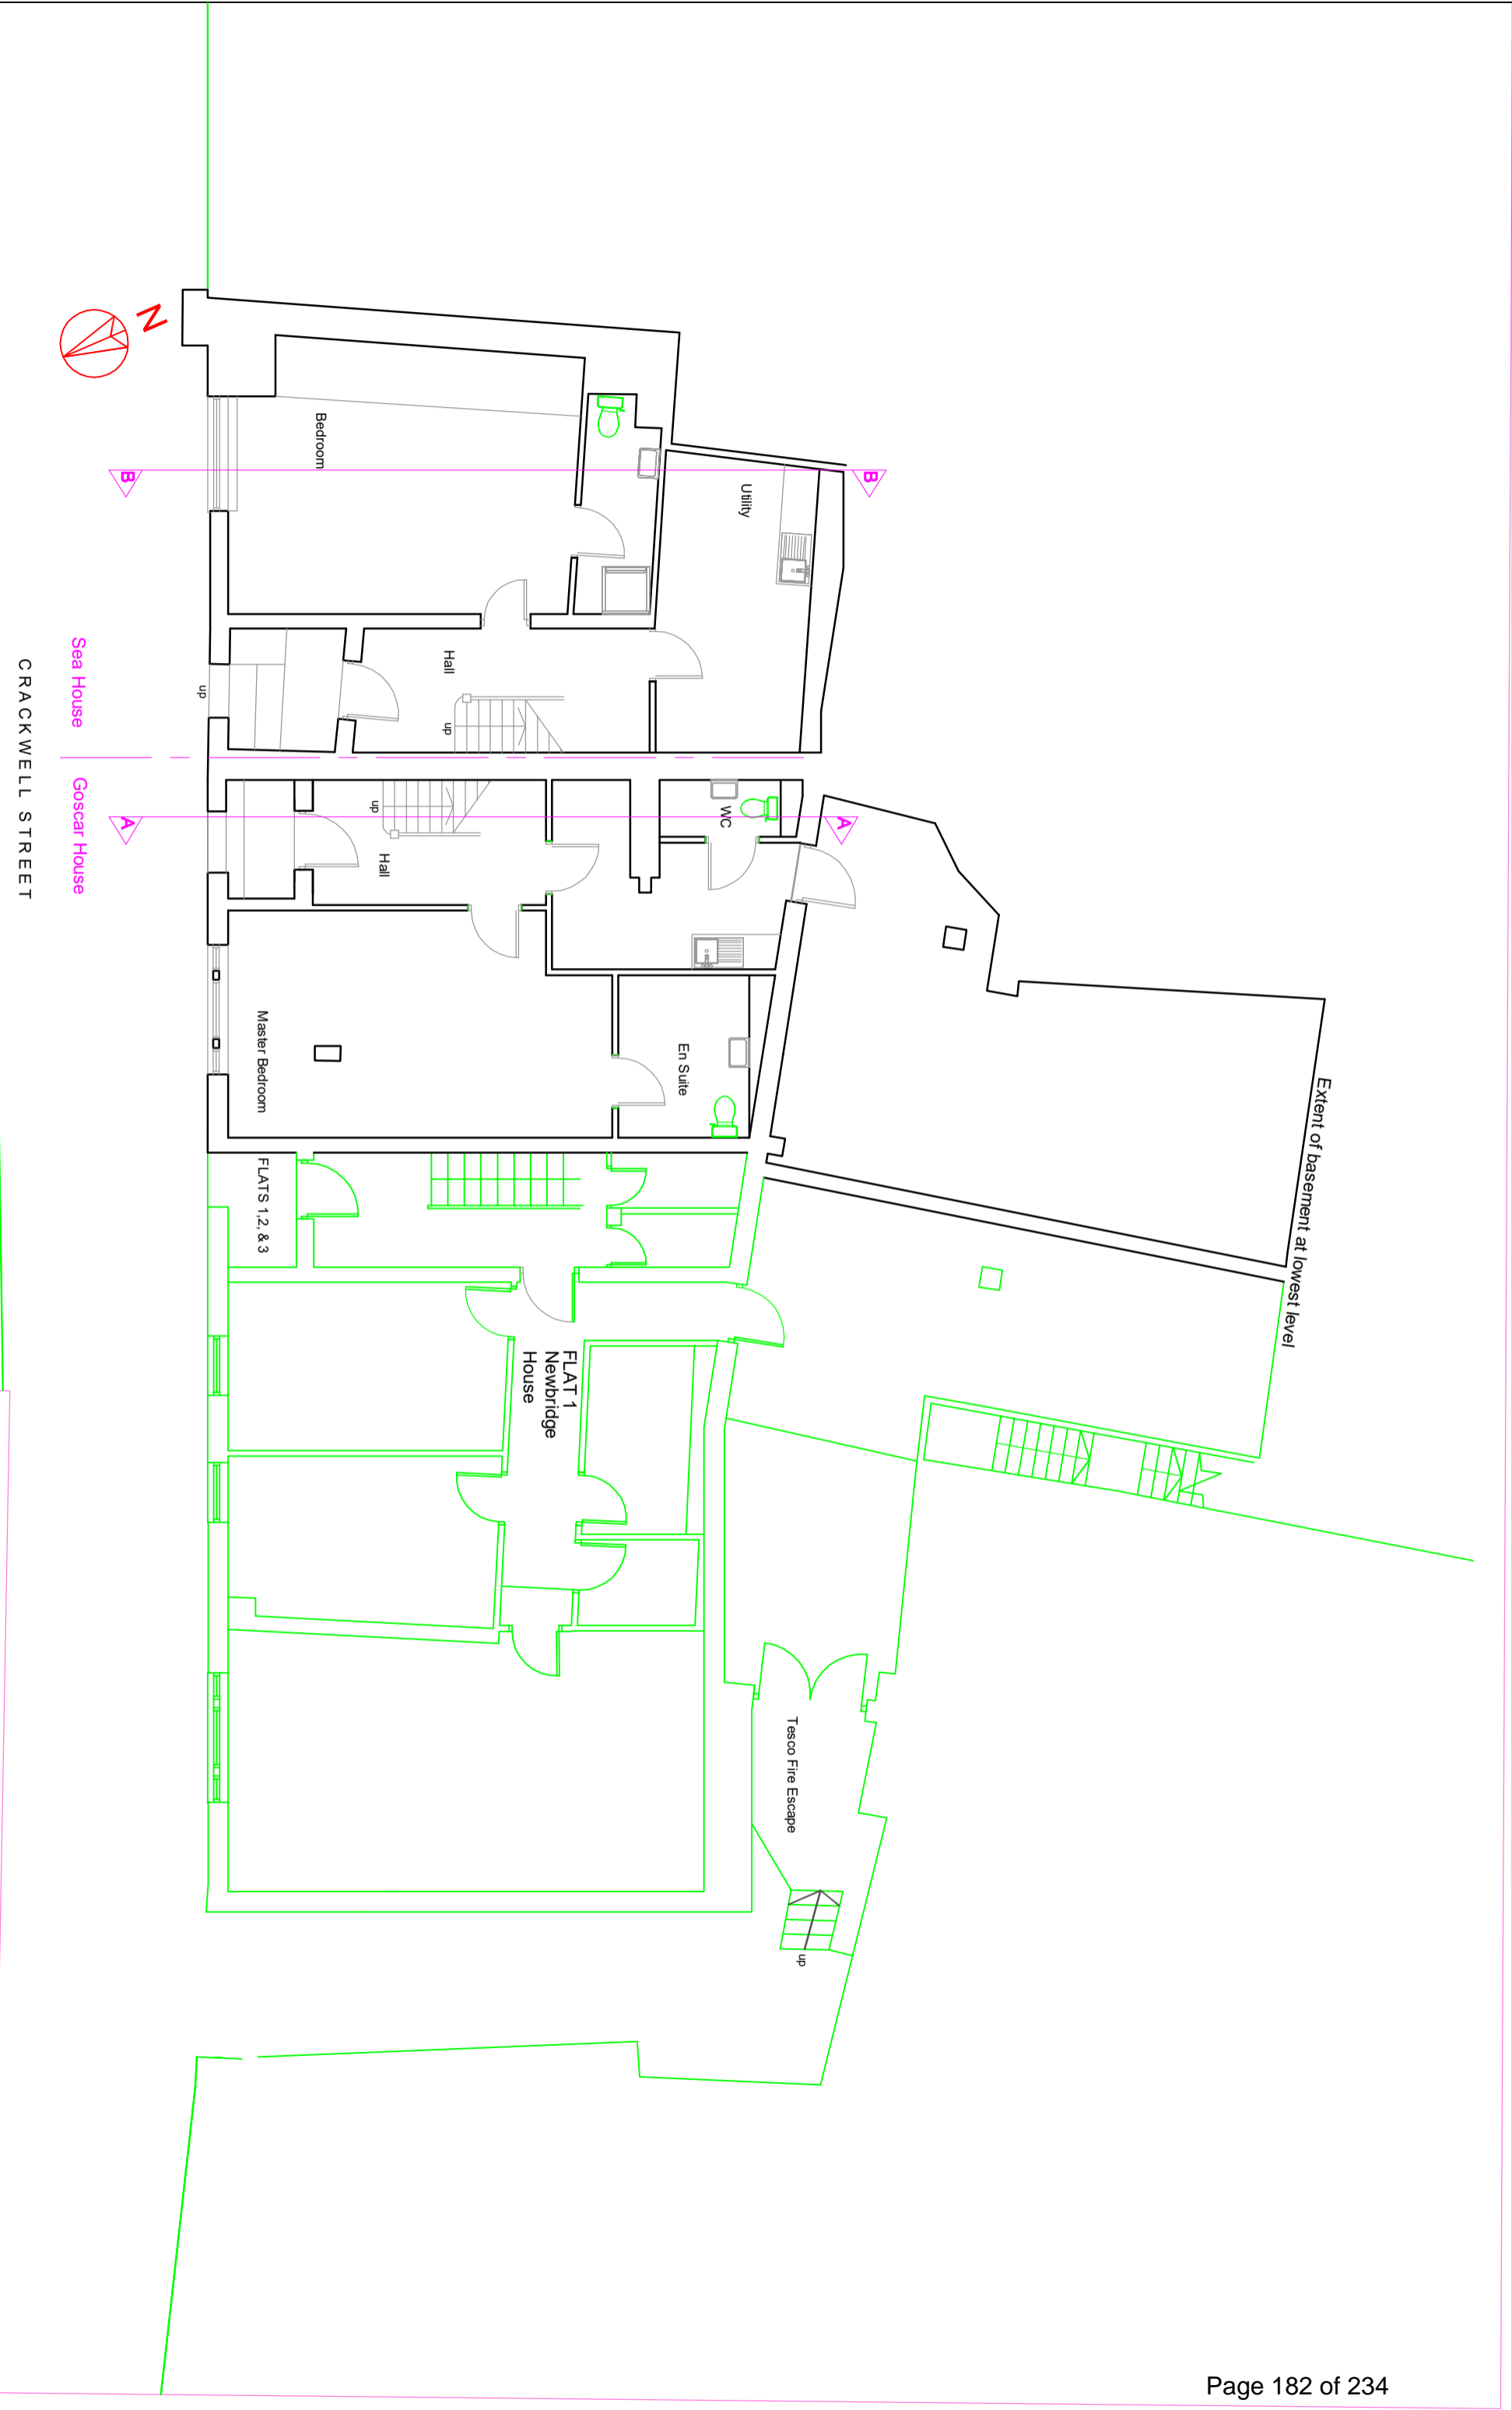 N
Bedroom
B
B
Utility
Sea House
up
Hall
up
CRACKWELL STREET
Goscar House
A
A
up
Hall
WC
Master Bedroom
En Suite
Extent of basement at lowest level
FLATS 1,2, & 3
FLAT 1
Newbridge
House
Tesco Fire Escape
up
Page 182 of 234